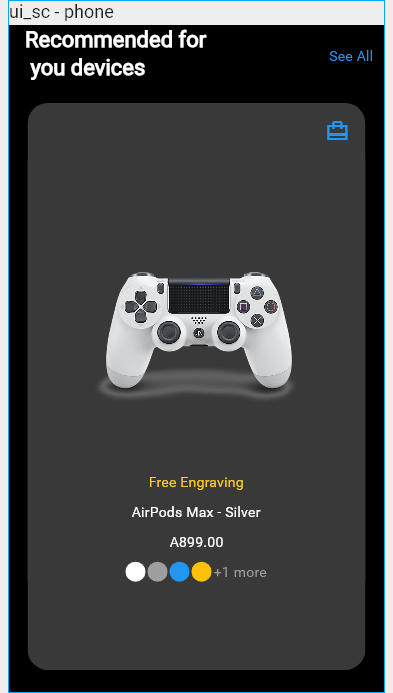 ui_sc - phone
Recommended for
you devices
See All
Free Engraving
AirPods Max - Silver
A899.00
+1 more